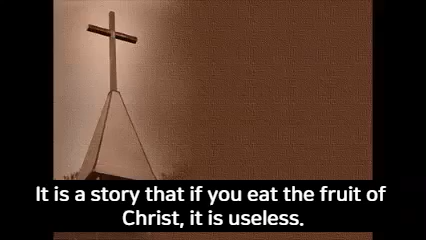 It is a story that if you eat the fruit of
Christ, it is useless.